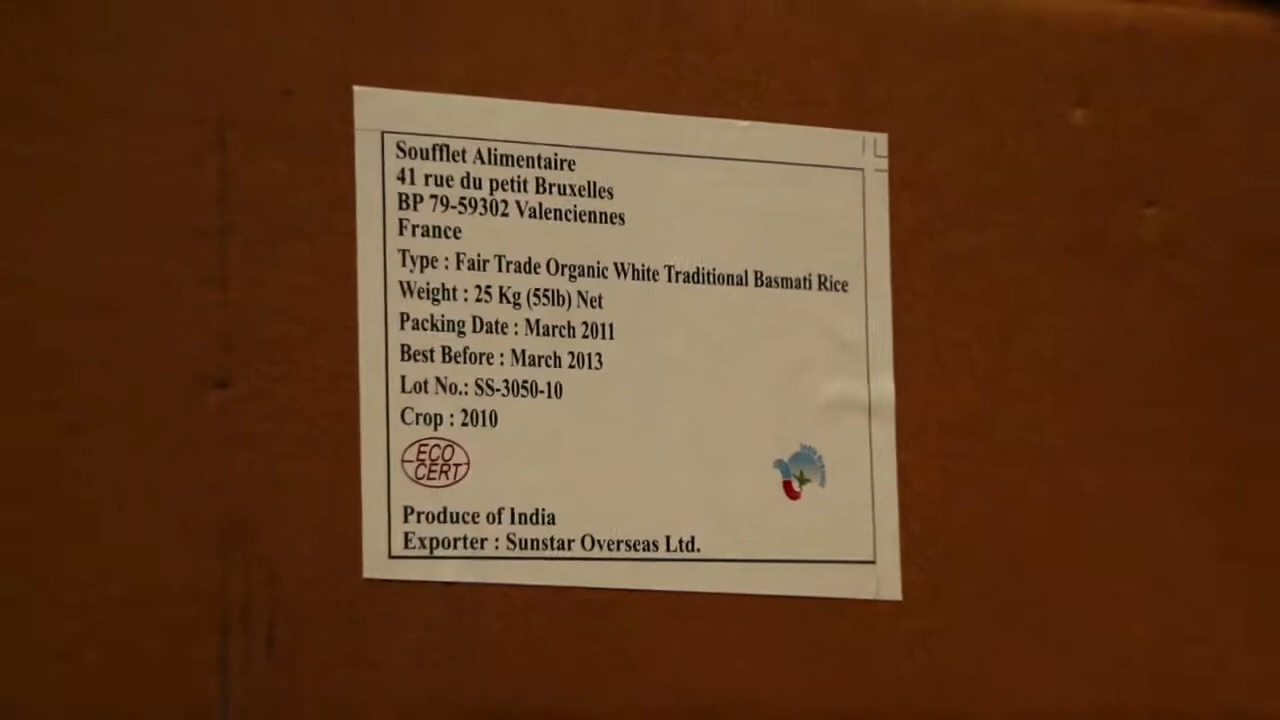 Soufflet Alimentaire
41 rue du petit Bruxelles
BP 79-59302 Valenciennes
France
Type : Fair Trade Organic White Traditional Basmati Rice
Weight : 25 Kg (55lb) Net
Packing Date : March 2011
Best Before : March 2013
Lot No.: SS-3050-10
Crop : 2010
ECO
CERT
Produce of India
Exporter : Sunstar Overseas Ltd.